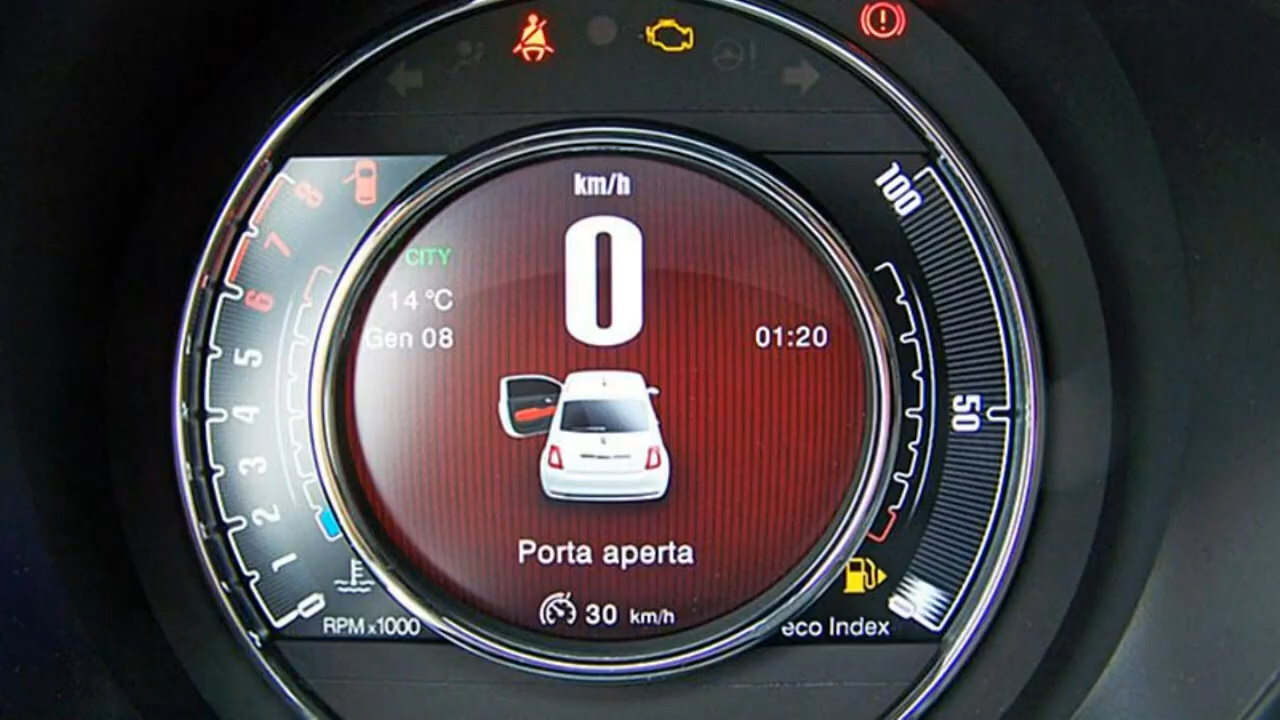 km/h
0
CITY
14 °C
Gen 08
01:20
Porta aperta
30 km/h
8
7
6
5
4
3
2
1
0
RPM x1000
100
50
0
eco Index